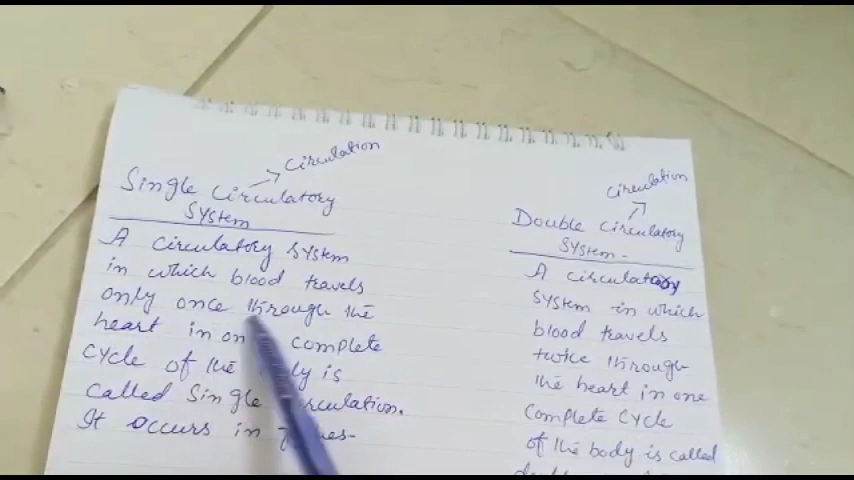 Circulation
Single Circulatory
System
A circulatory system
in which blood travels
only once through the
heart in on complete
cycle of the is
called Single
It occurs in
Circulation
Double Circulatory
System-
A circulatory
system in which
blood travels
twice through
the heart in one
Complete Cycle
of the body is called